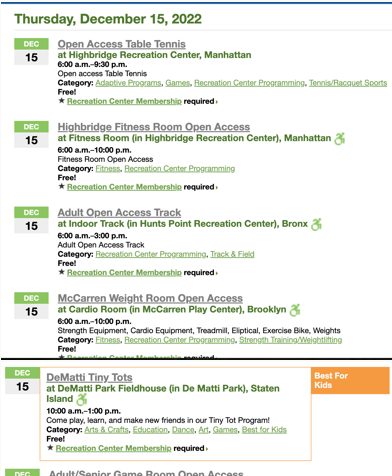 Thursday, December 15, 2022
DEC
15
Open Access Table Tennis
at Highbridge Recreation Center, Manhattan
6:00 a.m.–9:30 p.m.
Open access Table Tennis
Category: Adaptive Programs, Games, Recreation Center Programming, Tennis/Racquet Sports
Free!
★ Recreation Center Membership required ›
DEC
15
Highbridge Fitness Room Open Access
at Fitness Room (in Highbridge Recreation Center), Manhattan
6:00 a.m.–10:00 p.m.
Fitness Room Open Access
Category: Fitness, Recreation Center Programming
Free!
★ Recreation Center Membership required ›
DEC
15
Adult Open Access Track
at Indoor Track (in Hunts Point Recreation Center), Bronx
6:00 a.m.–3:00 p.m.
Adult Open Access Track
Category: Recreation Center Programming, Track & Field
Free!
★ Recreation Center Membership required ›
DEC
15
McCarren Weight Room Open Access
at Cardio Room (in McCarren Play Center), Brooklyn
6:00 a.m.–10:00 p.m.
Strength Equipment, Cardio Equipment, Treadmill, Eliptical, Exercise Bike, Weights
Category: Fitness, Recreation Center Programming, Strength Training/Weightlifting
Free!
★ Recreation Center Membership required ›
DEC
15
DeMatti Tiny Tots
at DeMatti Park Fieldhouse (in De Matti Park), Staten
Island
10:00 a.m.–1:00 p.m.
Come play, learn, and make new friends in our Tiny Tot Program!
Category: Arts & Crafts, Education, Dance, Art, Games, Best for Kids
Free!
★ Recreation Center Membership required ›
Best For
Kids
DEC
Adult/Senior Game Room Open Access